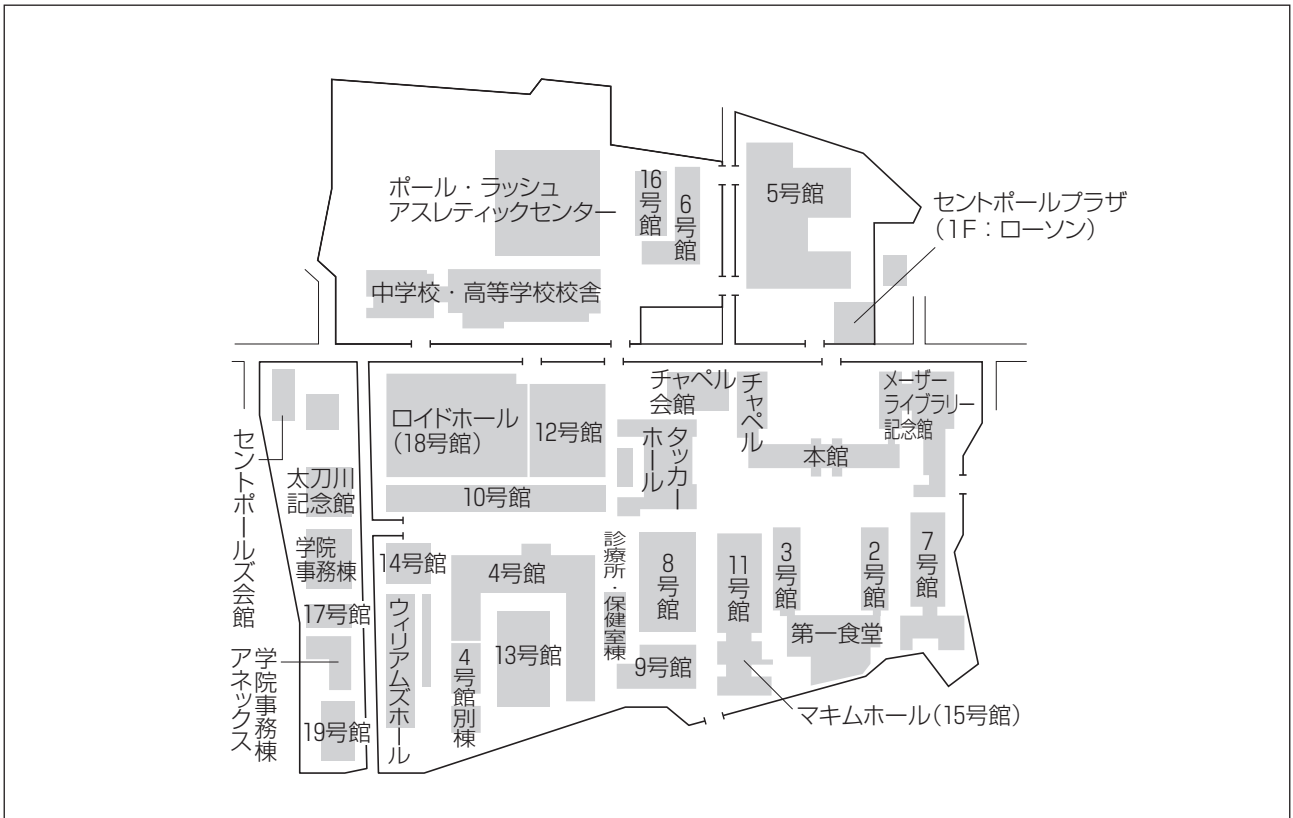 ポール・ラッシュ
アスレティックセンター
16号館
6号館
5号館
セントポールプラザ
(1F:ローソン)
中学校・高等学校校舎
チャペル
会館
チャペル
メーザー
ライブラリー
記念館
ロイドホール
(18号館)
12号館
タッカー
ホール
本館
セントポールズ会館
太刀川
記念館
10号館
学院
事務棟
14号館
4号館
診療所・保健室棟
8号館
11号館
3号館
2号館
7号館
17号館
ウィリアムズホール
13号館
4号館別棟
9号館
第一食堂
学院事務棟
アネックス
19号館
マキムホール(15号館)